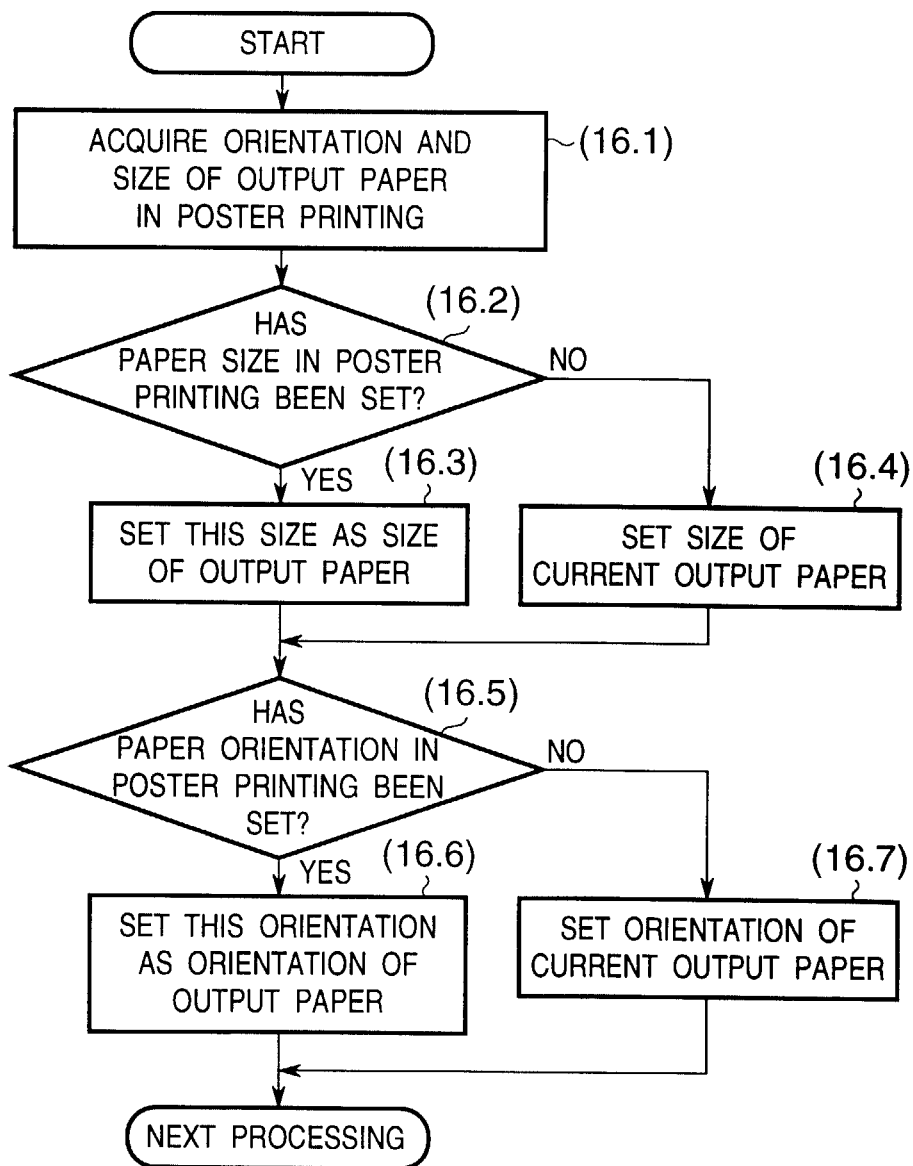 START
ACQUIRE ORIENTATION AND
SIZE OF OUTPUT PAPER
IN POSTER PRINTING
(16.1)
HAS
PAPER SIZE IN POSTER
PRINTING BEEN SET?
(16.2)
NO
YES
(16.3)
SET THIS SIZE AS SIZE
OF OUTPUT PAPER
(16.4)
SET SIZE OF
CURRENT OUTPUT PAPER
HAS
PAPER ORIENTATION IN
POSTER PRINTING BEEN
SET?
(16.5)
NO
YES
(16.6)
SET THIS ORIENTATION
AS ORIENTATION OF
OUTPUT PAPER
(16.7)
SET ORIENTATION OF
CURRENT OUTPUT PAPER
NEXT PROCESSING